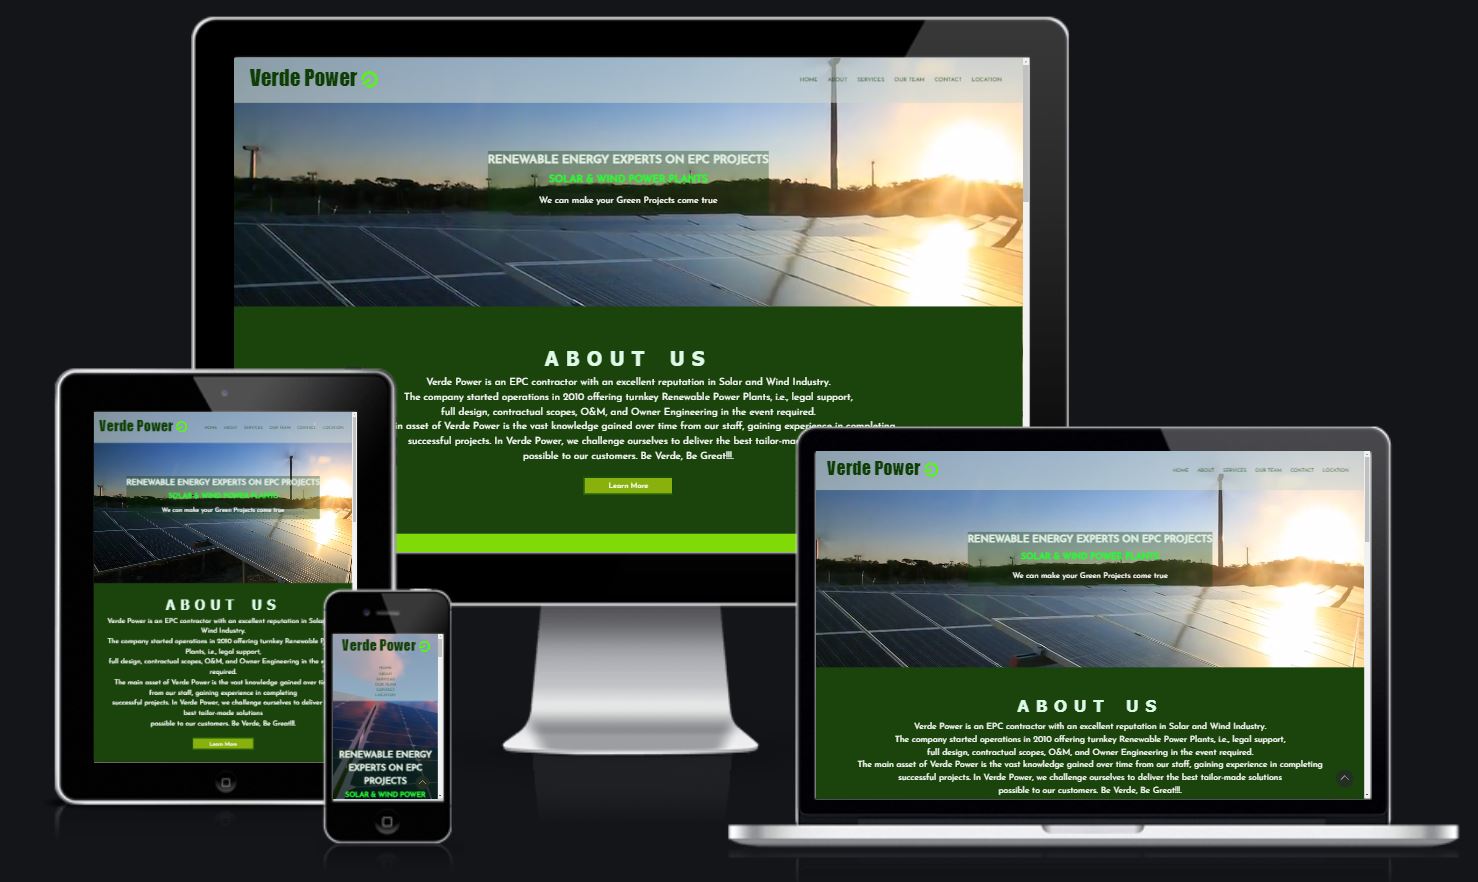 Verde Power
HOME ABOUT SERVICES OUR TEAM CONTACT LOCATION
RENEWABLE ENERGY EXPERTS ON EPC PROJECTS
SOLAR & WIND POWER PLANTS
We can make your Green Projects come true
ABOUT US
Verde Power is an EPC contractor with an excellent reputation in Solar and Wind Industry.
The company started operations in 2010 offering turnkey Renewable Power Plants, i.e., legal support,
full design, contractual scopes, O&M, and Owner Engineering in the event required.
in asset of Verde Power is the vast knowledge gained over time from our staff, gaining experience in completing
successful projects. In Verde Power, we challenge ourselves to deliver the best tailor-ma
possible to our customers. Be Verde, Be Great!!!.
Learn More
Verde Power
HOME ABOUT SERVICES OUR TEAM CONTACT LOCATION
RENEWABLE ENERGY EXPERTS ON EPC PROJECTS
SOLAR & WIND POWER PLANTS
We can make your Green Projects come true
ABOUT US
Verde Power is an EPC contractor with an excellent reputation in Solar
Wind Industry.
The company started operations in 2010 offering turnkey Renewable
Plants, i.e., legal support,
full design, contractual scopes, O&M, and Owner Engineering in the
required.
The main asset of Verde Power is the vast knowledge gained over
from our staff, gaining experience in completing
successful projects. In Verde Power, we challenge ourselves to deliver
best tailor-made solutions
possible to our customers. Be Verde, Be Great!!!.
Learn More
Verde Power
HOME
ABOUT
SERVICES
OUR TEAM
CONTACT
LOCATION
RENEWABLE ENERGY
EXPERTS ON EPC
PROJECTS
SOLAR & WIND POWER
Verde Power
HOME ABOUT SERVICES OUR TEAM CONTACT LOCATION
RENEWABLE ENERGY EXPERTS ON EPC PROJECTS
SOLAR & WIND POWER PLANTS
We can make your Green Projects come true
ABOUT US
Verde Power is an EPC contractor with an excellent reputation in Solar and Wind Industry.
The company started operations in 2010 offering turnkey Renewable Power Plants, i.e., legal support,
full design, contractual scopes, O&M, and Owner Engineering in the event required.
The main asset of Verde Power is the vast knowledge gained over time from our staff, gaining experience in completing
successful projects. In Verde Power, we challenge ourselves to deliver the best tailor-made solutions
possible to our customers. Be Verde, Be Great!!!.